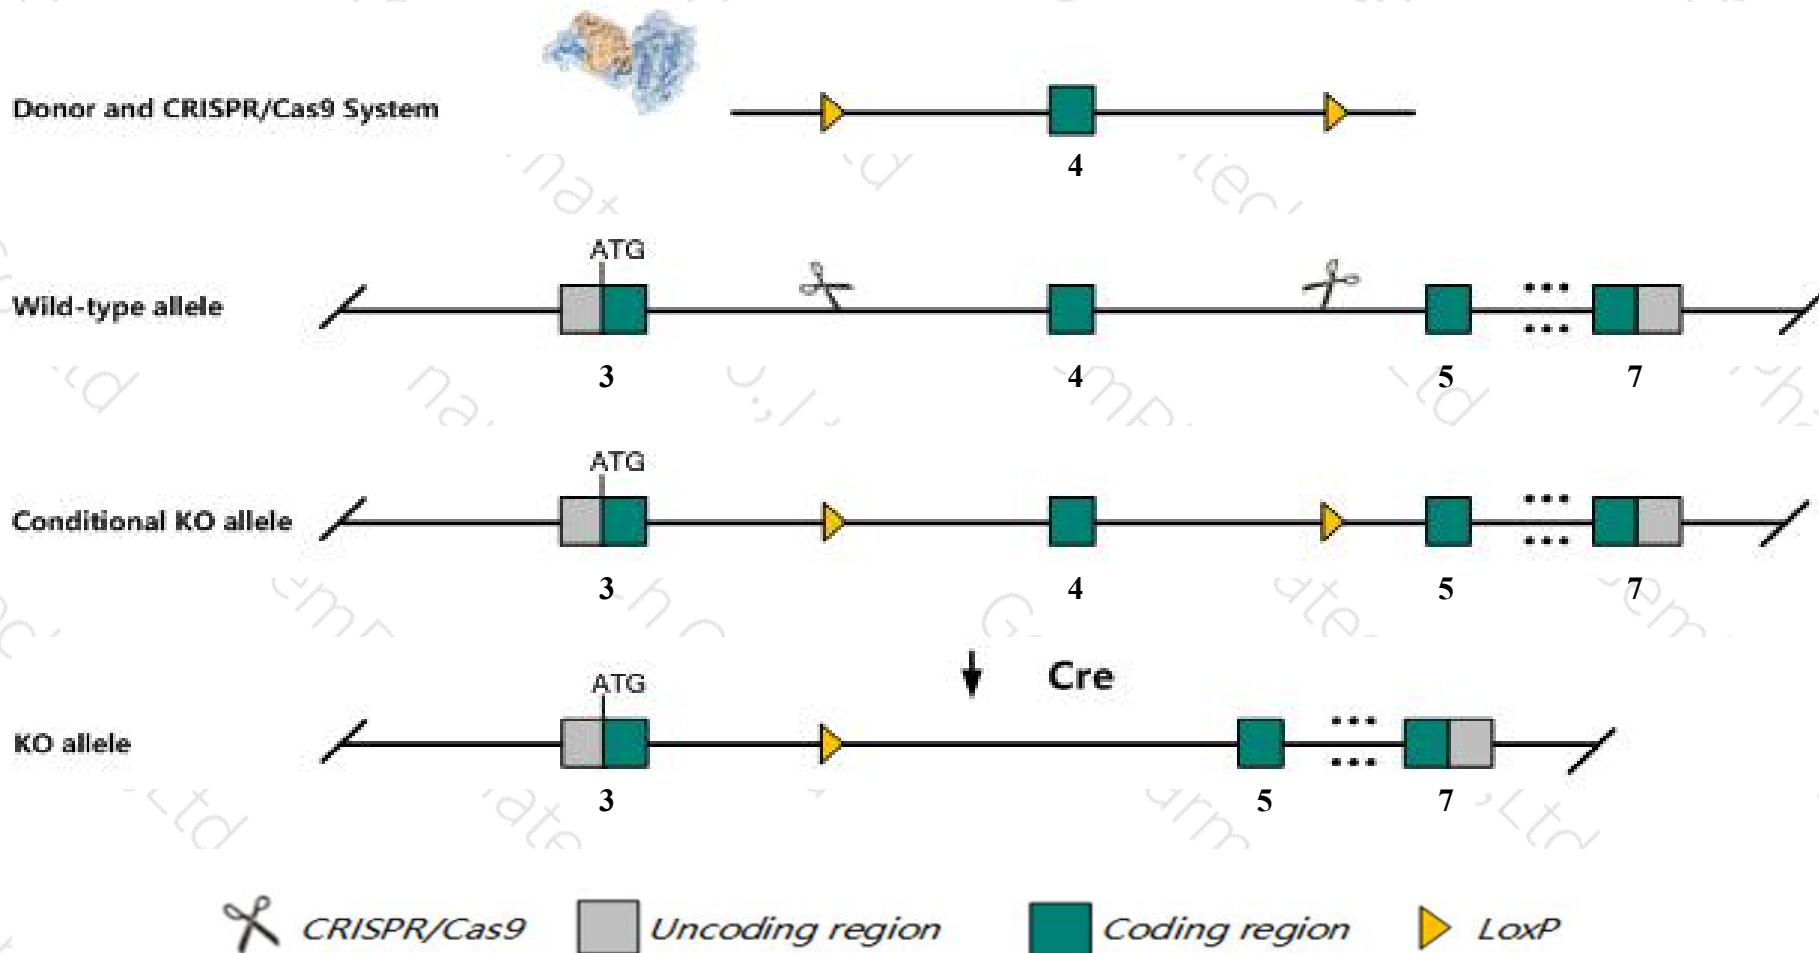 Donor and CRISPR/Cas9 System
4
ATG
Wild-type allele
3 4 5 7
ATG
Conditional KO allele
3 4 5 7
Cre
ATG
KO allele
3 5 7
CRISPR/Cas9 Uncoding region Coding region LoxP